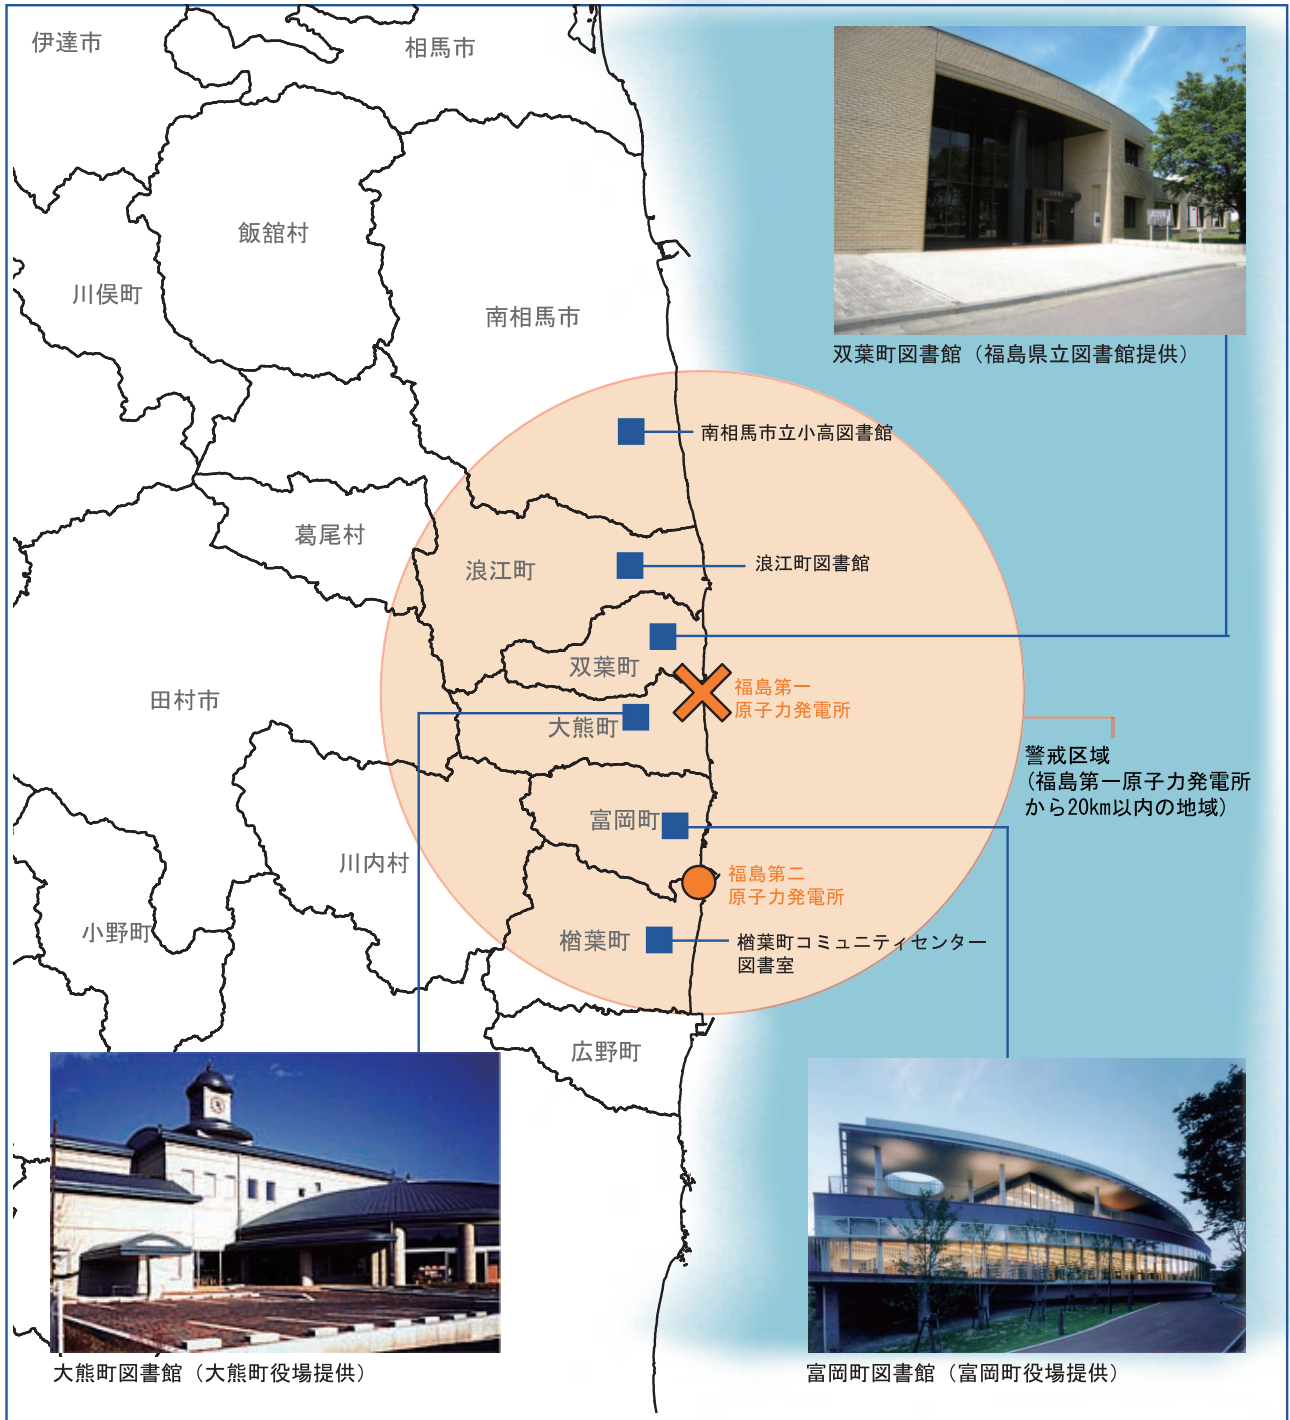 伊達市
相馬市
飯舘村
川俣町
南相馬市
双葉町図書館（福島県立図書館提供）
南相馬市立小高図書館
葛尾村
浪江町
浪江町図書館
双葉町
福島第一
原子力発電所
田村市
大熊町
警戒区域
（福島第一原子力発電所
から20km以内の地域）
富岡町
川内村
福島第二
原子力発電所
小野町
楢葉町
楢葉町コミュニティセンター
図書室
広野町
大熊町図書館（大熊町役場提供）
富岡町図書館（富岡町役場提供）